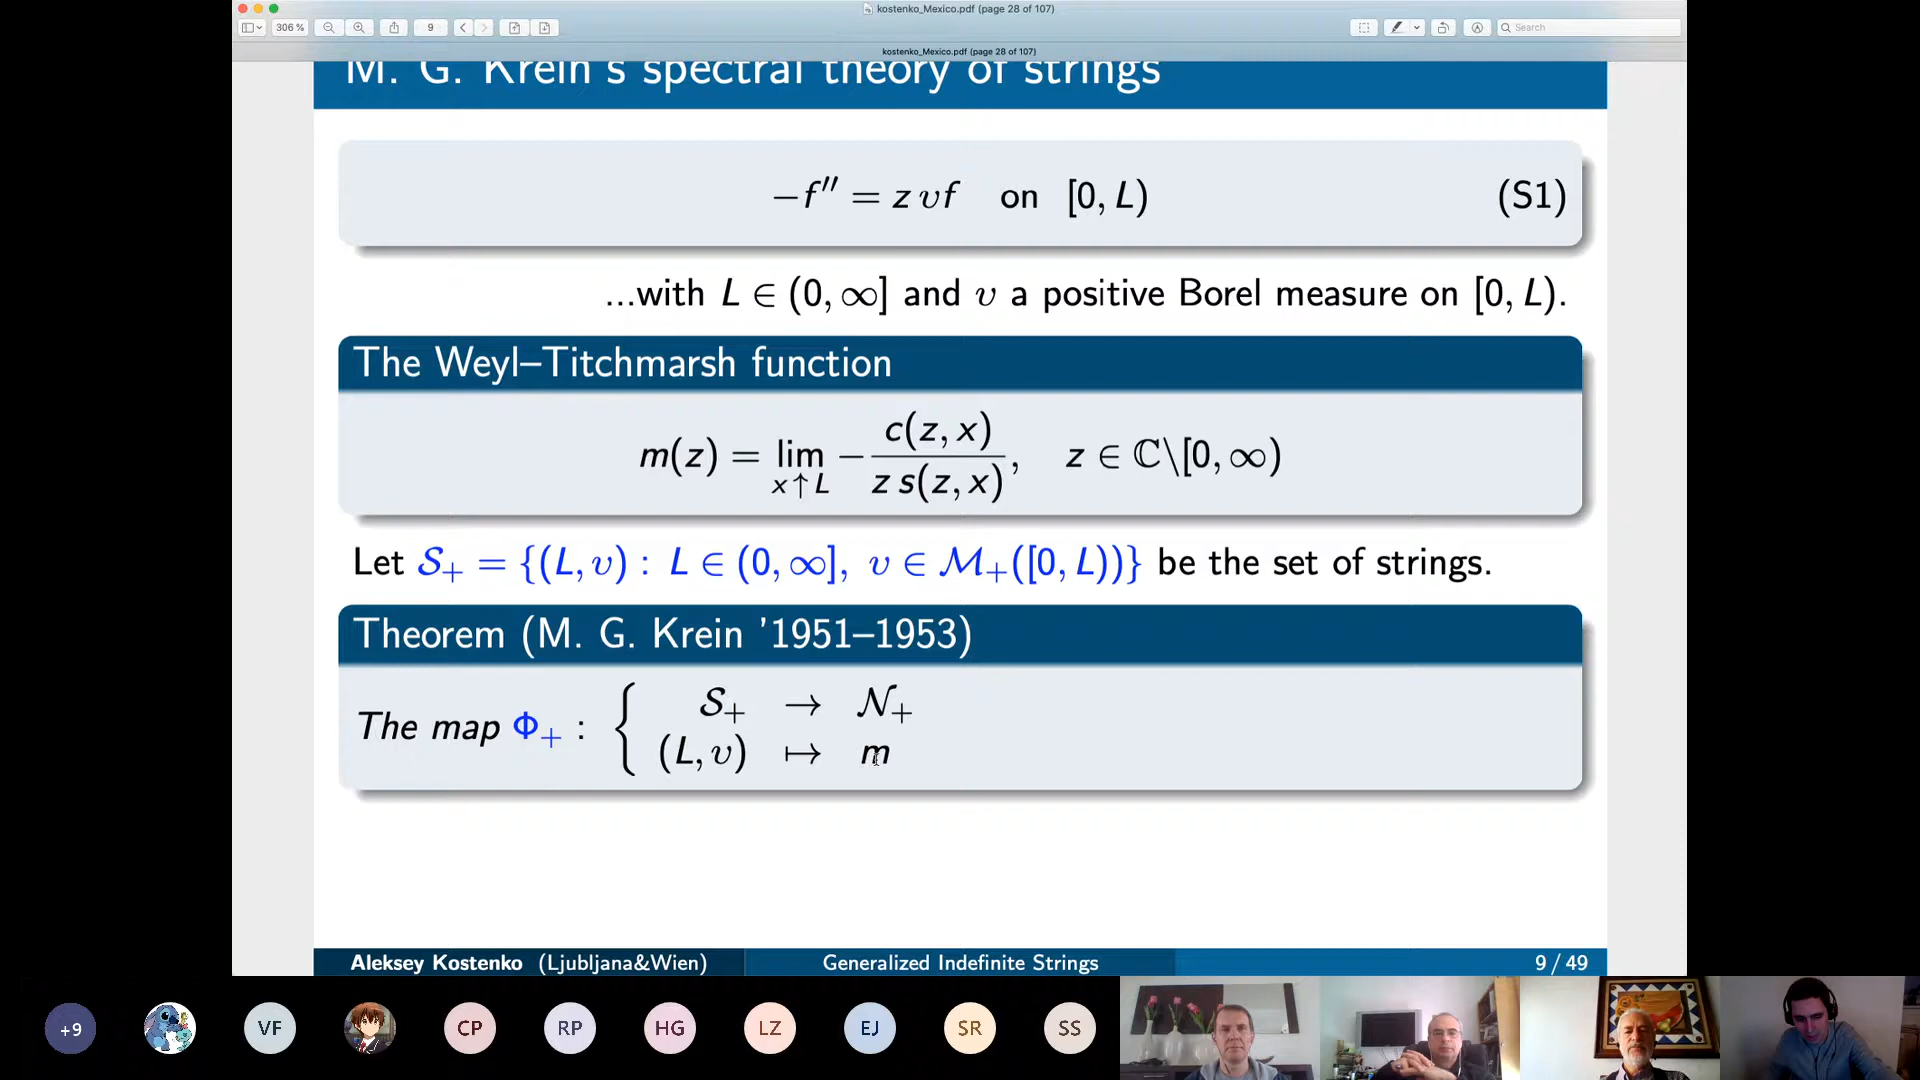 kostenko_Mexico.pdf (page 28 of 107)
306 %
9
Search
kostenko_Mexico.pdf (page 28 of 107)
M. G. Krein's spectral theory of strings
−f″ = z υf on [0, L) (S1)
...with L ∈ (0, ∞] and υ a positive Borel measure on [0, L).
The Weyl–Titchmarsh function
m(z) = lim_{x↑L} − c(z, x) / z s(z, x), z ∈ ℂ\[0, ∞)
Let 𝒮₊ = {(L, υ) : L ∈ (0, ∞], υ ∈ ℳ₊([0, L))} be the set of strings.
Theorem (M. G. Krein '1951–1953)
The map Φ₊ : { 𝒮₊ → 𝒩₊
(L, υ) ↦ m
Aleksey Kostenko (Ljubljana&Wien) Generalized Indefinite Strings 9 / 49
+9 VF CP RP HG LZ EJ SR SS